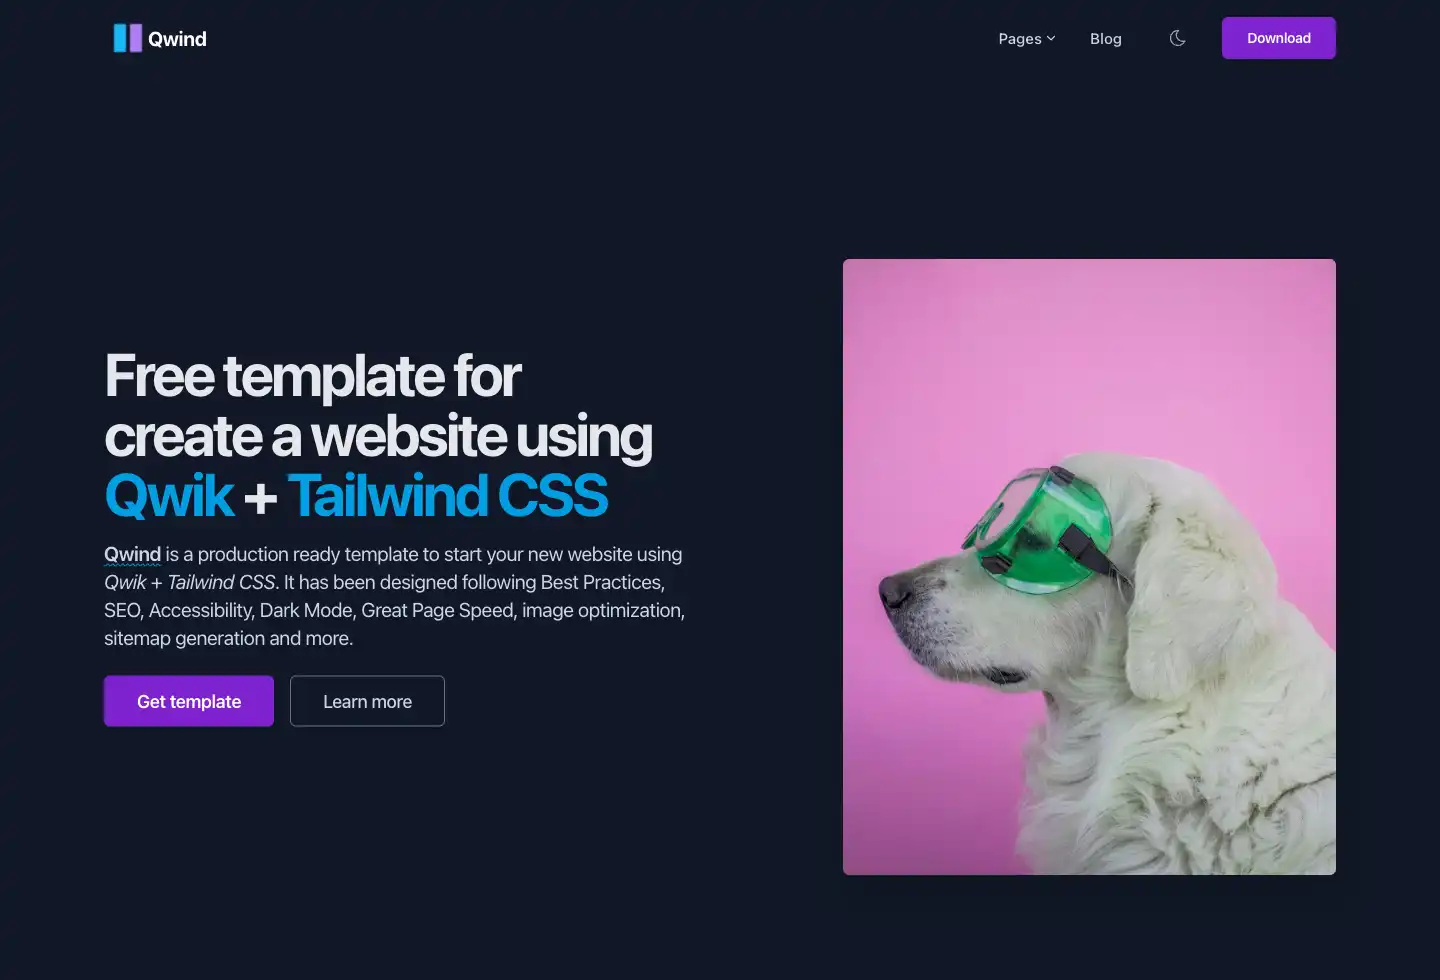 Qwind
Pages
Blog
Download
Free template for
create a website using
Qwik + Tailwind CSS
Qwind is a production ready template to start your new website using
Qwik + Tailwind CSS. It has been designed following Best Practices,
SEO, Accessibility, Dark Mode, Great Page Speed, image optimization,
sitemap generation and more.
Get template
Learn more